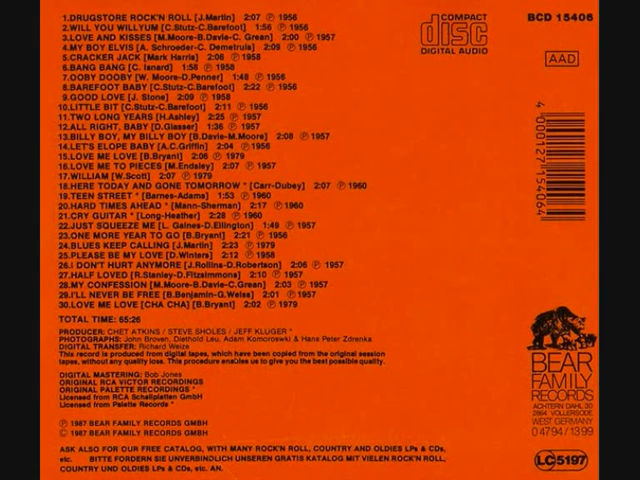 1.DRUGSTORE ROCK'N ROLL [J.Martin] 2:07 Ⓟ 1956
2.WILL YOU WILLYUM [C.Stutz-C.Barefoot] 1:56 Ⓟ 1956
3.LOVE AND KISSES [M.Moore-B.Davie-C. Grean] 2:00 Ⓟ 1957
4.MY BOY ELVIS [A. Schroeder-C. Demetruis] 2:09 Ⓟ 1956
5.CRACKER JACK [Mark Harris] 2:06 Ⓟ 1958
6.BANG BANG [C. Isnard] 1:58 Ⓟ 1958
7.OOBY DOOBY [W. Moore-D.Penner] 1:48 Ⓟ 1956
8.BAREFOOT BABY [C.Stutz-C.Barefoot] 2:22 Ⓟ 1956
9.GOOD LOVE [J. Stone] 2:09 Ⓟ 1958
10.LITTLE BIT [C.Stutz-C.Barefoot] 2:11 Ⓟ 1956
11.TWO LONG YEARS [H.Ashley] 2:25 Ⓟ 1957
12.ALL RIGHT, BABY [D.Glasser] 1:36 Ⓟ 1957
13.BILLY BOY, MY BILLY BOY [B.Davie-M.Moore] 2:08 Ⓟ 1957
14.LET'S ELOPE BABY [A.C.Griffin] 2:04 Ⓟ 1956
15.LOVE ME LOVE [B.Bryant] 2:06 Ⓟ 1979
16.LOVE ME TO PIECES [M.Endsley] 2:07 Ⓟ 1957
17.WILLIAM [W.Scott] 2:07 Ⓟ 1979
18.HERE TODAY AND GONE TOMORROW * [Carr-Dubey] 2:07 Ⓟ 1960
19.TEEN STREET * [Barnes-Adams] 1:53 Ⓟ 1960
20.HARD TIMES AHEAD * [Mann-Sherman] 2:17 Ⓟ 1960
21.CRY GUITAR * [Long-Heather] 2:28 Ⓟ 1960
22.JUST SQUEEZE ME [L. Gaines-D.Ellington] 1:49 Ⓟ 1957
23.ONE MORE YEAR TO GO [B.Bryant] 2:21 Ⓟ 1956
24.BLUES KEEP CALLING [J.Martin] 2:23 Ⓟ 1979
25.PLEASE BE MY LOVE [D.Winters] 2:12 Ⓟ 1958
26.I DON'T HURT ANYMORE [J.Rollins-D.Robertson] 2:06 Ⓟ 1957
27.HALF LOVED [R.Stanley-D.Fitzsimmons] 2:10 Ⓟ 1957
28.MY CONFESSION [M.Moore-B.Davie-C.Grean] 2:03 Ⓟ 1957
29.I'LL NEVER BE FREE [B.Benjamin-G.Weiss] 2:01 Ⓟ 1957
30.LOVE ME LOVE [CHA CHA] [B.Bryant] 2:02 Ⓟ 1979
TOTAL TIME: 65:26
PRODUCER: CHET ATKINS / STEVE SHOLES / JEFF KLUGER *
PHOTOGRAPHS: John Broven, Diethold Leu, Adam Komorowski & Hans Peter Zdrenka
DIGITAL TRANSFER: Richard Weize
This record is produced from digital tapes, which have been copied from the original session
tapes, without any quality loss. This procedure enables us to give you the best possible quality.
DIGITAL MASTERING: Bob Jones
ORIGINAL RCA VICTOR RECORDINGS
ORIGINAL PALETTE RECORDINGS *
Licensed from RCA Schallplatten GmbH
Licensed from Palette Records *
Ⓟ 1987 BEAR FAMILY RECORDS GMBH
© 1987 BEAR FAMILY RECORDS GMBH
ASK ALSO FOR OUR FREE CATALOG, WITH MANY ROCK'N ROLL, COUNTRY AND OLDIES LPs & CDs,
etc. BITTE FORDERN SIE UNVERBINDLICH UNSEREN GRATIS KATALOG MIT VIELEN ROCK'N ROLL,
COUNTRY UND OLDIES LPs & CDs, etc. AN.
COMPACT
disc
DIGITAL AUDIO
BCD 15406
AAD
4 000127 154064
BEAR
FAMILY
RECORDS
ACHTERN DAHL 30
2864 VOLLERSODE
WEST GERMANY
0 47 94 / 13 99
LC 5197